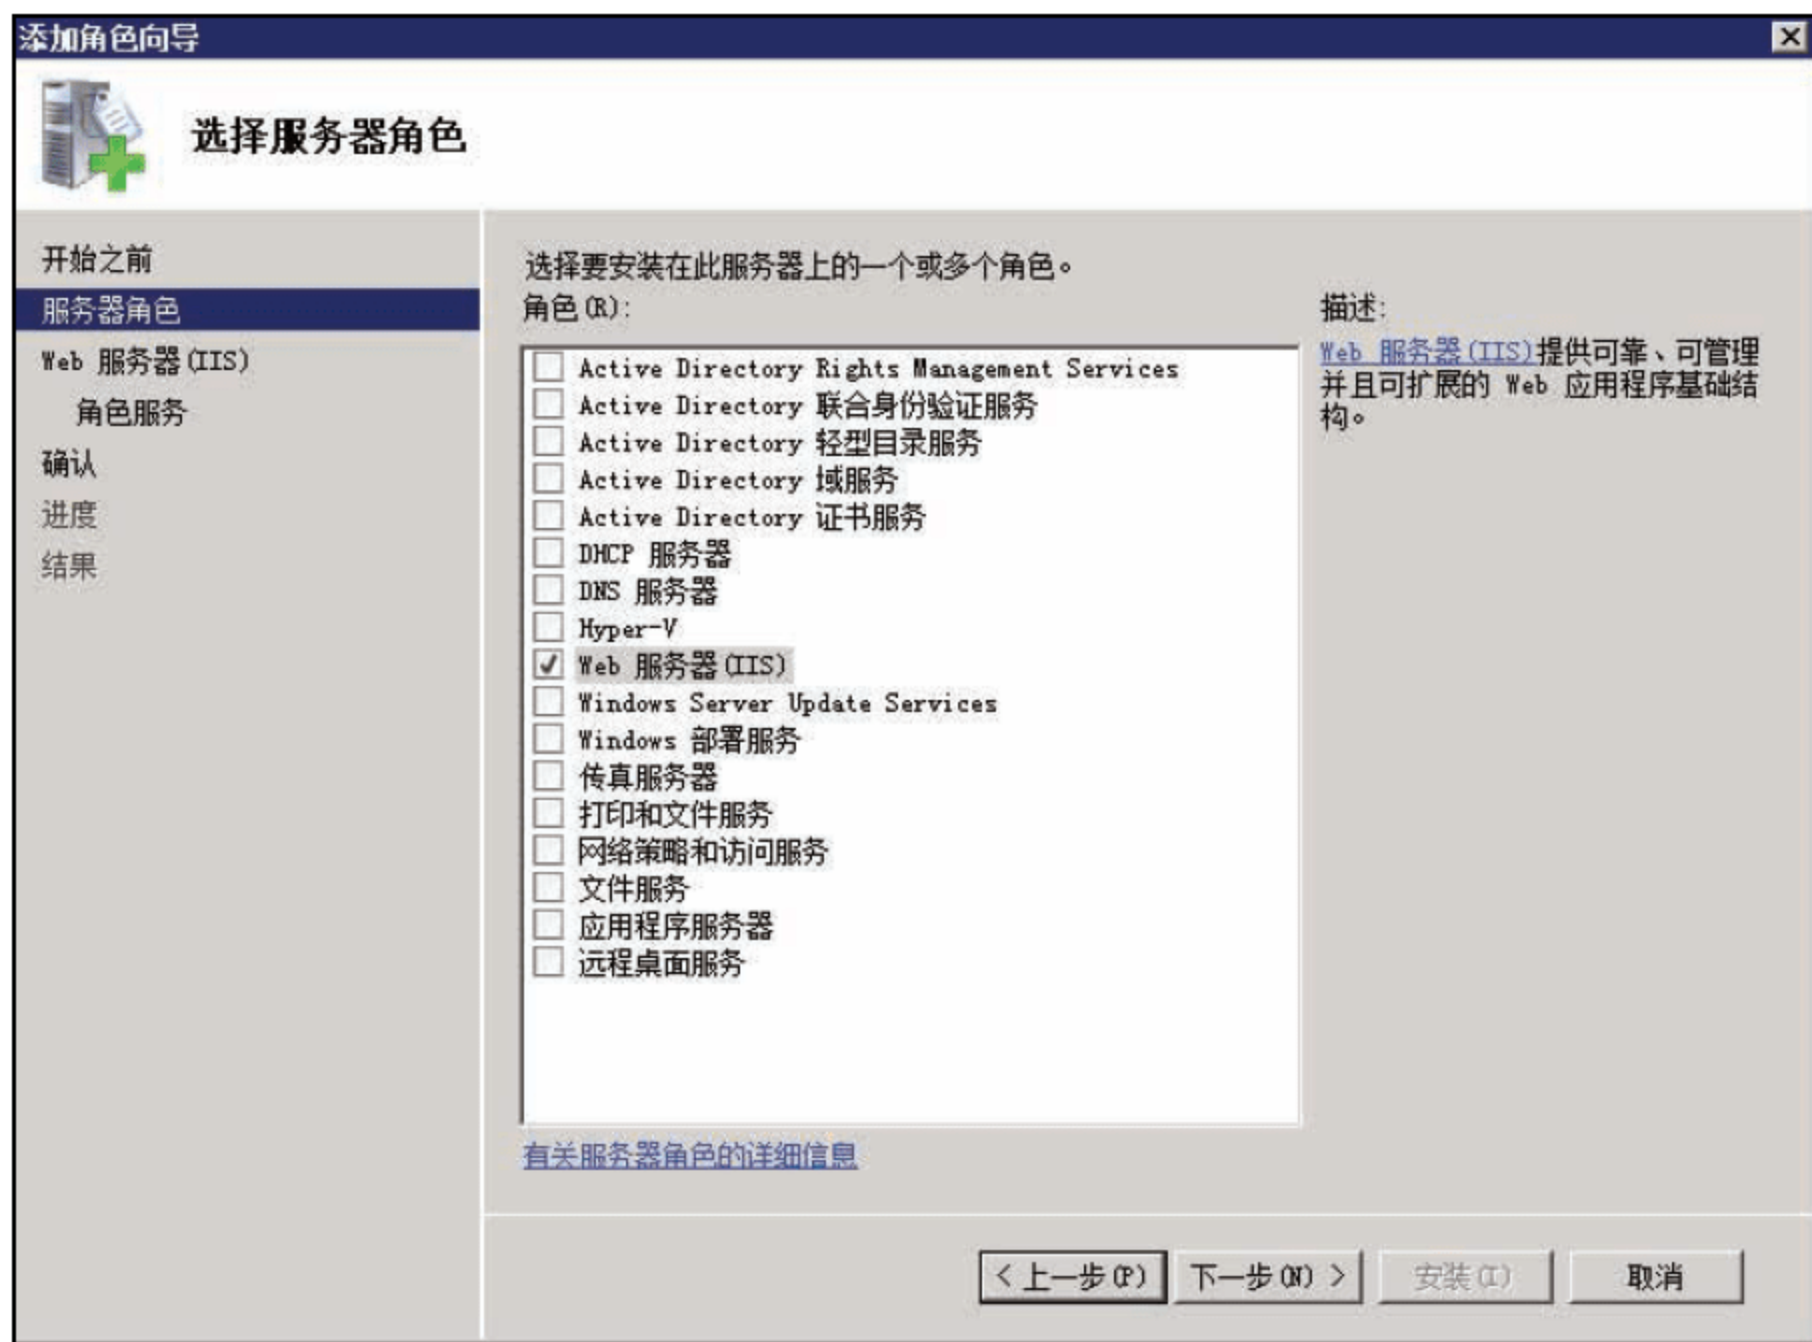 添加角色向导
选择服务器角色
开始之前
服务器角色
Web 服务器(IIS)
角色服务
确认
进度
结果
选择要安装在此服务器上的一个或多个角色。
角色(R):
Active Directory Rights Management Services
Active Directory 联合身份验证服务
Active Directory 轻型目录服务
Active Directory 域服务
Active Directory 证书服务
DHCP 服务器
DNS 服务器
Hyper-V
Web 服务器(IIS)
Windows Server Update Services
Windows 部署服务
传真服务器
打印和文件服务
网络策略和访问服务
文件服务
应用程序服务器
远程桌面服务
有关服务器角色的详细信息
描述:
Web 服务器(IIS)提供可靠、可管理
并且可扩展的 Web 应用程序基础结
构。
< 上一步(P)
下一步(N) >
安装(I)
取消